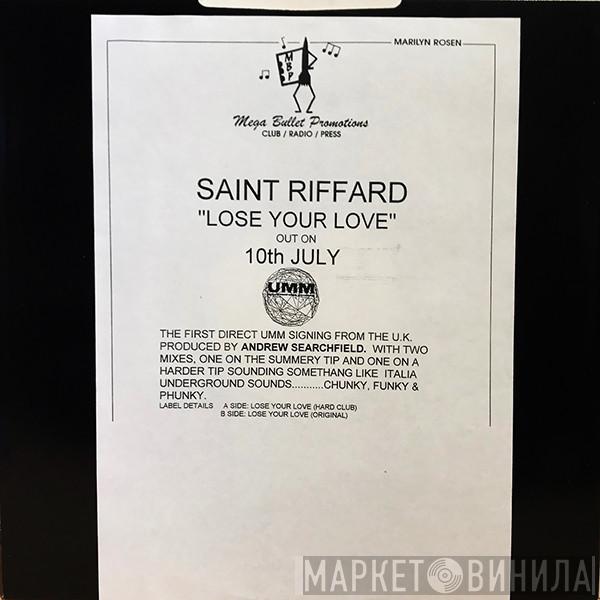 MARILYN ROSEN
MBP
Mega Bullet Promotions
CLUB / RADIO / PRESS
SAINT RIFFARD
"LOSE YOUR LOVE"
OUT ON
10th JULY
UMM
THE FIRST DIRECT UMM SIGNING FROM THE U.K.
PRODUCED BY ANDREW SEARCHFIELD. WITH TWO
MIXES, ONE ON THE SUMMERY TIP AND ONE ON A
HARDER TIP SOUNDING SOMETHANG LIKE ITALIA
UNDERGROUND SOUNDS...........CHUNKY, FUNKY &
PHUNKY.
LABEL DETAILS A SIDE: LOSE YOUR LOVE (HARD CLUB)
B SIDE: LOSE YOUR LOVE (ORIGINAL)
МАРКЕТ ВИНИЛА